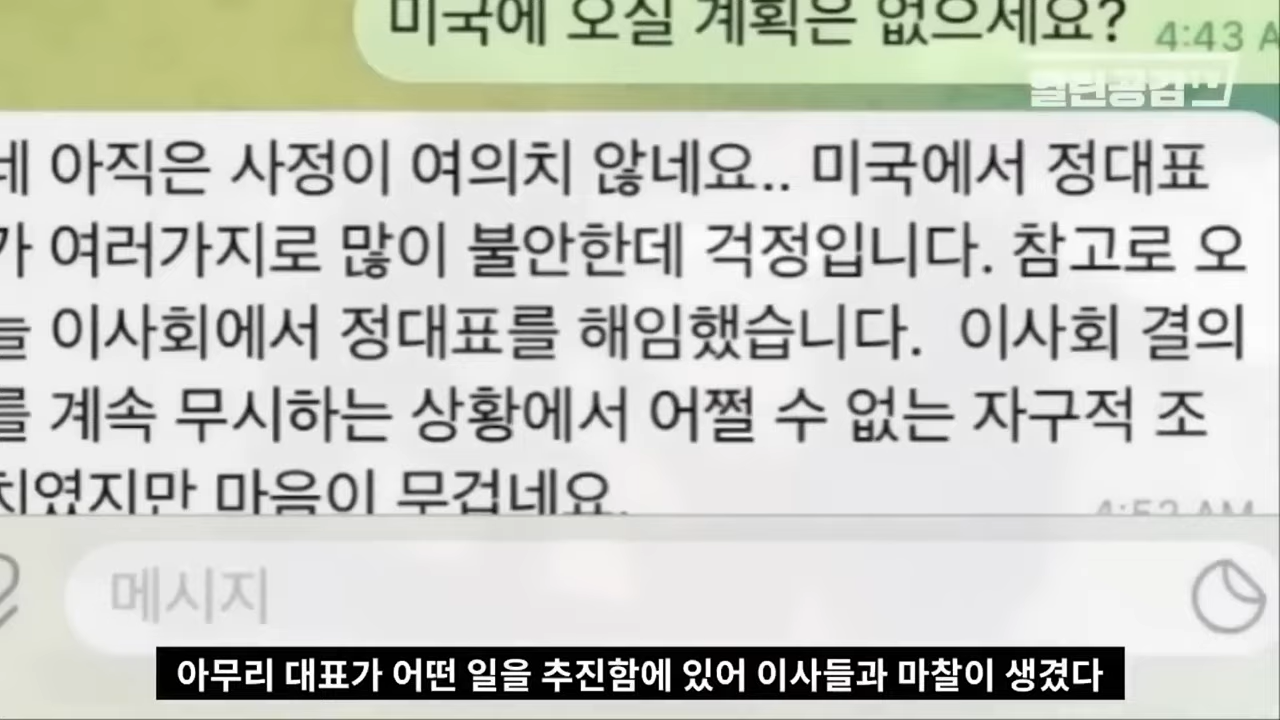 미국에 오실 계획은 없으세요? 4:43 A
열린공감TV
네 아직은 사정이 여의치 않네요.. 미국에서 정대표
가 여러가지로 많이 불안한데 걱정입니다. 참고로 오
늘 이사회에서 정대표를 해임했습니다. 이사회 결의
를 계속 무시하는 상황에서 어쩔 수 없는 자구적 조
치였지만 마음이 무겁네요.
4:52 AM
메시지
아무리 대표가 어떤 일을 추진함에 있어 이사들과 마찰이 생겼다